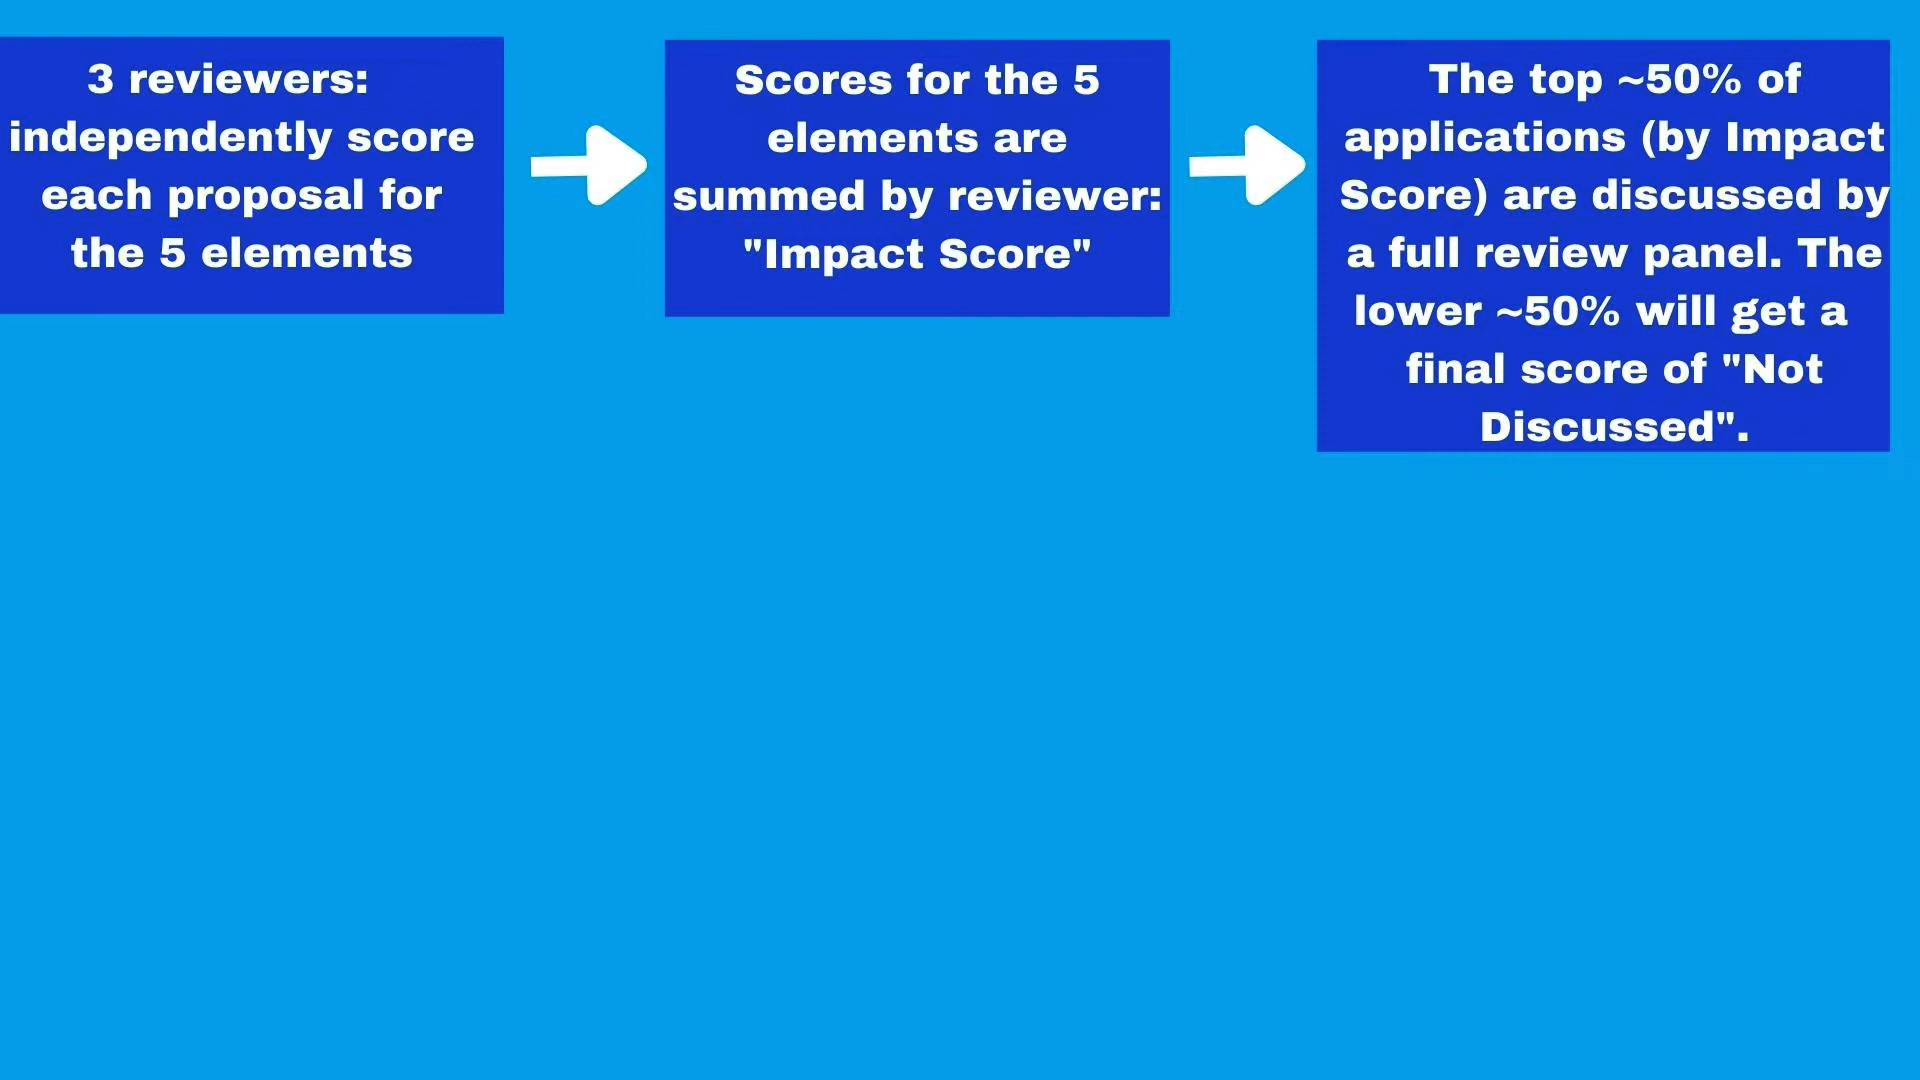 3 reviewers:
independently score
each proposal for
the 5 elements
Scores for the 5
elements are
summed by reviewer:
"Impact Score"
The top ~50% of
applications (by Impact
Score) are discussed by
a full review panel. The
lower ~50% will get a
final score of "Not
Discussed".